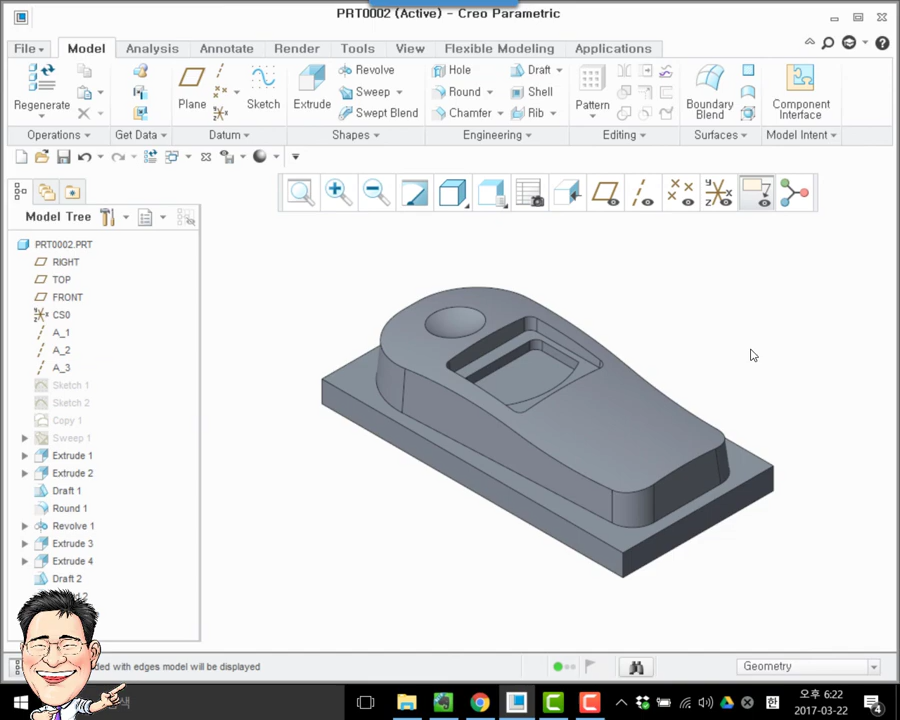 PRT0002 (Active) - Creo Parametric
File Model Analysis Annotate Render Tools View Flexible Modeling Applications
Regenerate
Plane
Sketch
Extrude
Revolve
Sweep
Swept Blend
Hole
Round
Chamfer
Draft
Shell
Rib
Pattern
Boundary
Blend
Component
Interface
Operations Get Data Datum Shapes Engineering Editing Surfaces Model Intent
Model Tree
PRT0002.PRT
RIGHT
TOP
FRONT
CS0
A_1
A_2
A_3
Sketch 1
Sketch 2
Copy 1
Sweep 1
Extrude 1
Extrude 2
Draft 1
Round 1
Revolve 1
Extrude 3
Extrude 4
Draft 2
ded with edges model will be displayed
Geometry
한
오후 6:22
2017-03-22
4